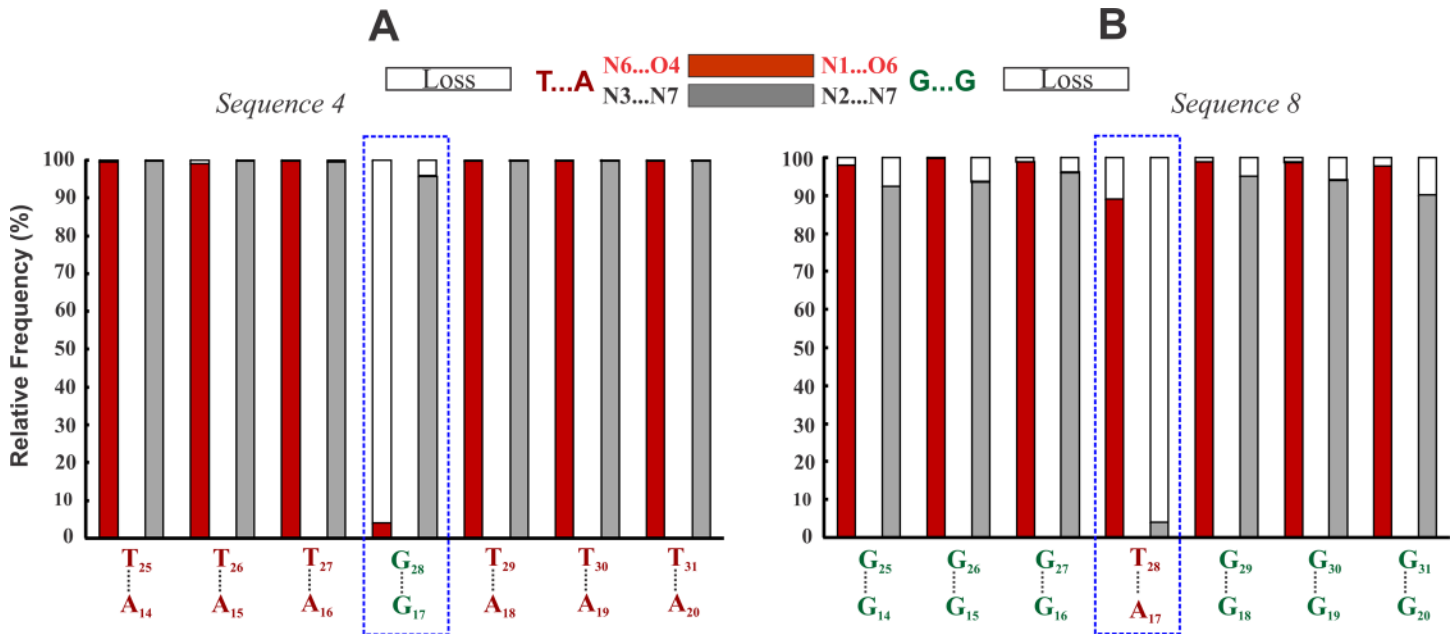 A
B
Loss
T...A
N6...O4
N1...O6
N3...N7
N2...N7
G...G
Loss
Sequence 4
Sequence 8
Relative Frequency (%)
100
90
80
70
60
50
40
30
20
10
0
T25 T26 T27 G28 T29 T30 T31
A14 A15 A16 G17 A18 A19 A20
100
90
80
70
60
50
40
30
20
10
0
G25 G26 G27 T28 G29 G30 G31
G14 G15 G16 A17 G18 G19 G20